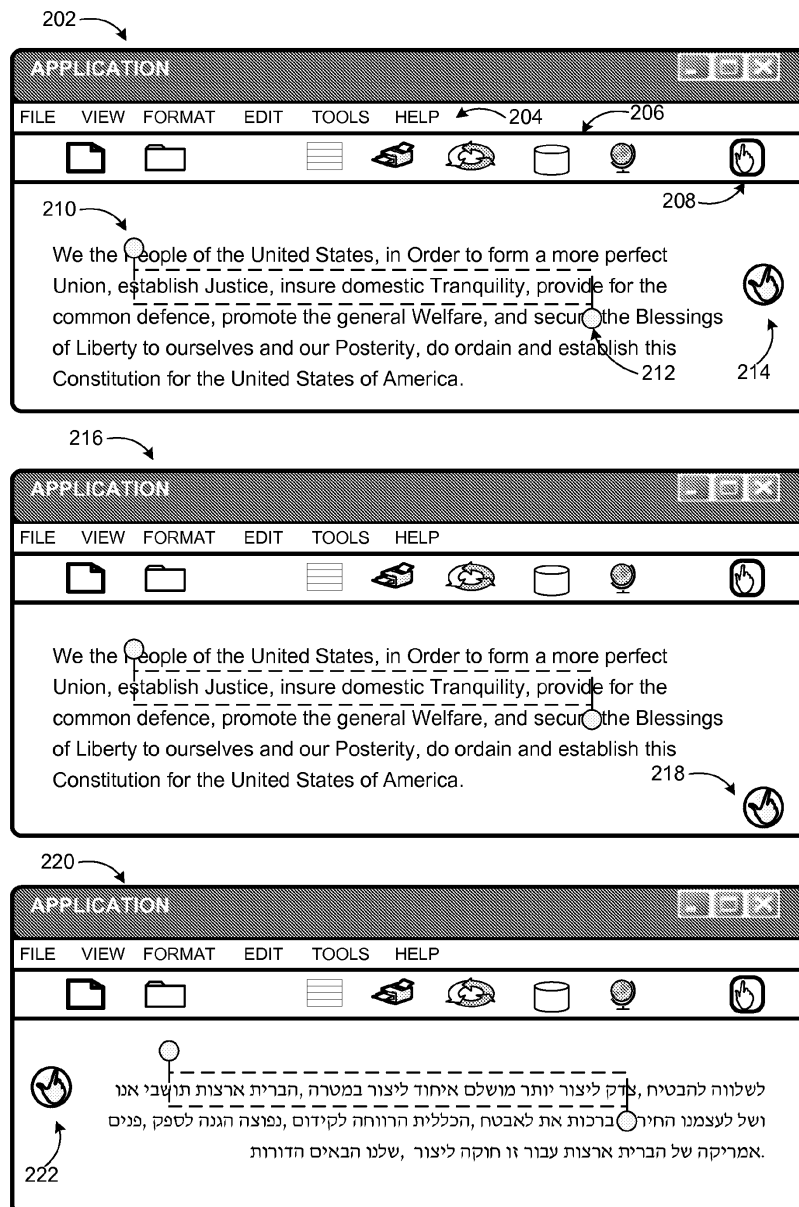 202
APPLICATION
FILE VIEW FORMAT EDIT TOOLS HELP
204
206
208
210
We the eople of the United States, in Order to form a more perfect
Union, establish Justice, insure domestic Tranquility, provide for the
common defence, promote the general Welfare, and secur the Blessings
of Liberty to ourselves and our Posterity, do ordain and establish this
Constitution for the United States of America.
212
214
216
APPLICATION
FILE VIEW FORMAT EDIT TOOLS HELP
We the eople of the United States, in Order to form a more perfect
Union, establish Justice, insure domestic Tranquility, provide for the
common defence, promote the general Welfare, and secur the Blessings
of Liberty to ourselves and our Posterity, do ordain and establish this
Constitution for the United States of America.
218
220
APPLICATION
FILE VIEW FORMAT EDIT TOOLS HELP
לשלווה להבטיח ,צדק ליצור יותר מושלם איחוד ליצור במטרה ,הברית ארצות תושבי אנו
ושל לעצמנו החיר ברכות את לאבטח ,הכללית הרווחה לקידום ,נפוצה הגנה לספק ,פנים
.אמריקה של הברית ארצות עבור זו חוקה ליצור ,שלנו הבאים הדורות
222